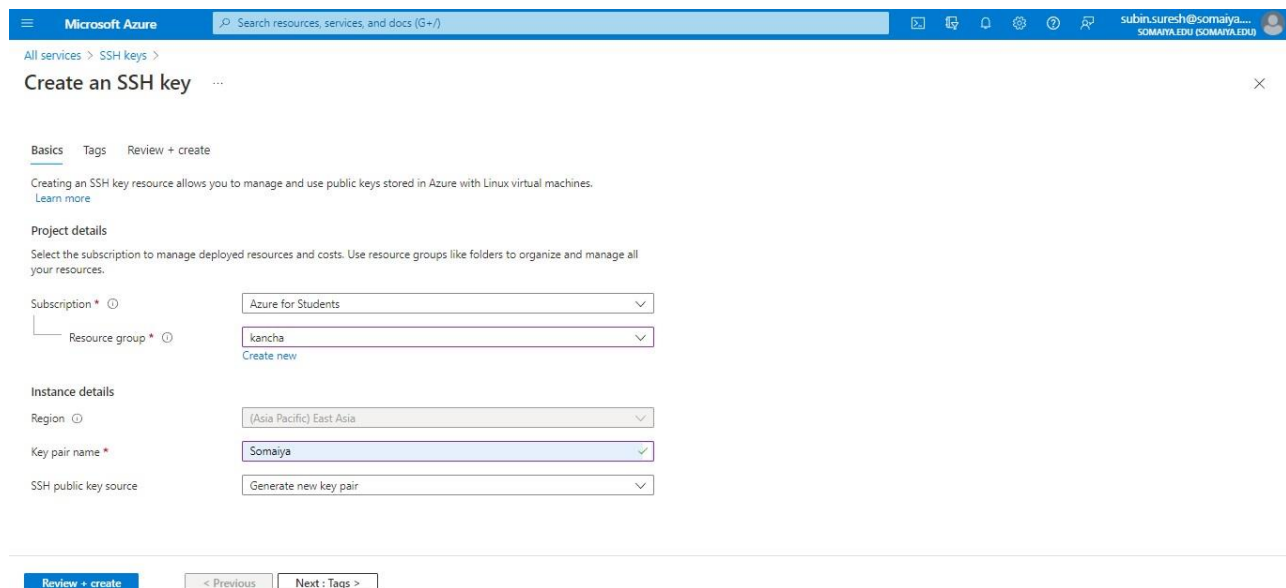 Microsoft Azure
Search resources, services, and docs (G+/)
subin.suresh@somaiya....
SOMAIYA.EDU (SOMAIYA.EDU)
All services > SSH keys >
Create an SSH key ...
Basics Tags Review + create
Creating an SSH key resource allows you to manage and use public keys stored in Azure with Linux virtual machines.
Learn more
Project details
Select the subscription to manage deployed resources and costs. Use resource groups like folders to organize and manage all
your resources.
Subscription * Azure for Students
Resource group * kancha
Create new
Instance details
Region (Asia Pacific) East Asia
Key pair name * Somaiya
SSH public key source Generate new key pair
Review + create < Previous Next : Tags >